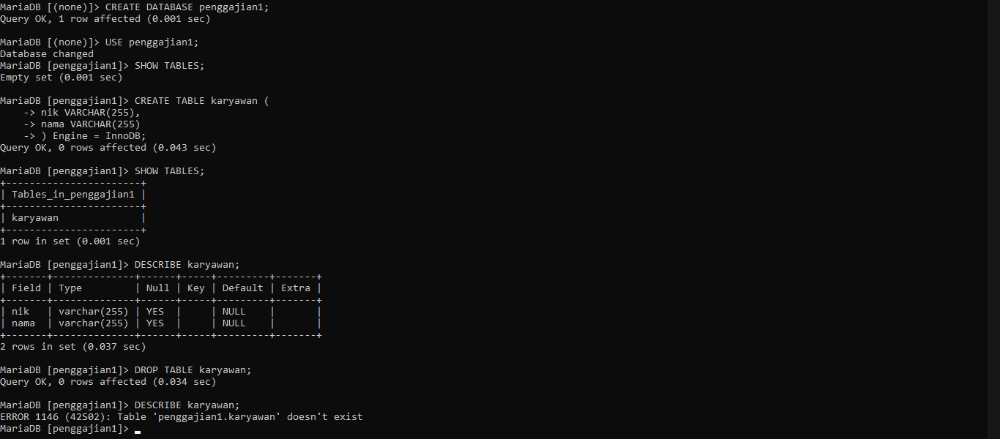 MariaDB [(none)]> CREATE DATABASE penggajian1;
Query OK, 1 row affected (0.001 sec)
MariaDB [(none)]> USE penggajian1;
Database changed
MariaDB [penggajian1]> SHOW TABLES;
Empty set (0.001 sec)
MariaDB [penggajian1]> CREATE TABLE karyawan (
    -> nik VARCHAR(255),
    -> nama VARCHAR(255)
    -> ) Engine = InnoDB;
Query OK, 0 rows affected (0.043 sec)
MariaDB [penggajian1]> SHOW TABLES;
+-----------------------+
| Tables_in_penggajian1 |
+-----------------------+
| karyawan              |
+-----------------------+
1 row in set (0.001 sec)
MariaDB [penggajian1]> DESCRIBE karyawan;
+-------+--------------+------+-----+---------+-------+
| Field | Type         | Null | Key | Default | Extra |
+-------+--------------+------+-----+---------+-------+
| nik   | varchar(255) | YES  |     | NULL    |       |
| nama  | varchar(255) | YES  |     | NULL    |       |
+-------+--------------+------+-----+---------+-------+
2 rows in set (0.037 sec)
MariaDB [penggajian1]> DROP TABLE karyawan;
Query OK, 0 rows affected (0.034 sec)
MariaDB [penggajian1]> DESCRIBE karyawan;
ERROR 1146 (42S02): Table 'penggajian1.karyawan' doesn't exist
MariaDB [penggajian1]>